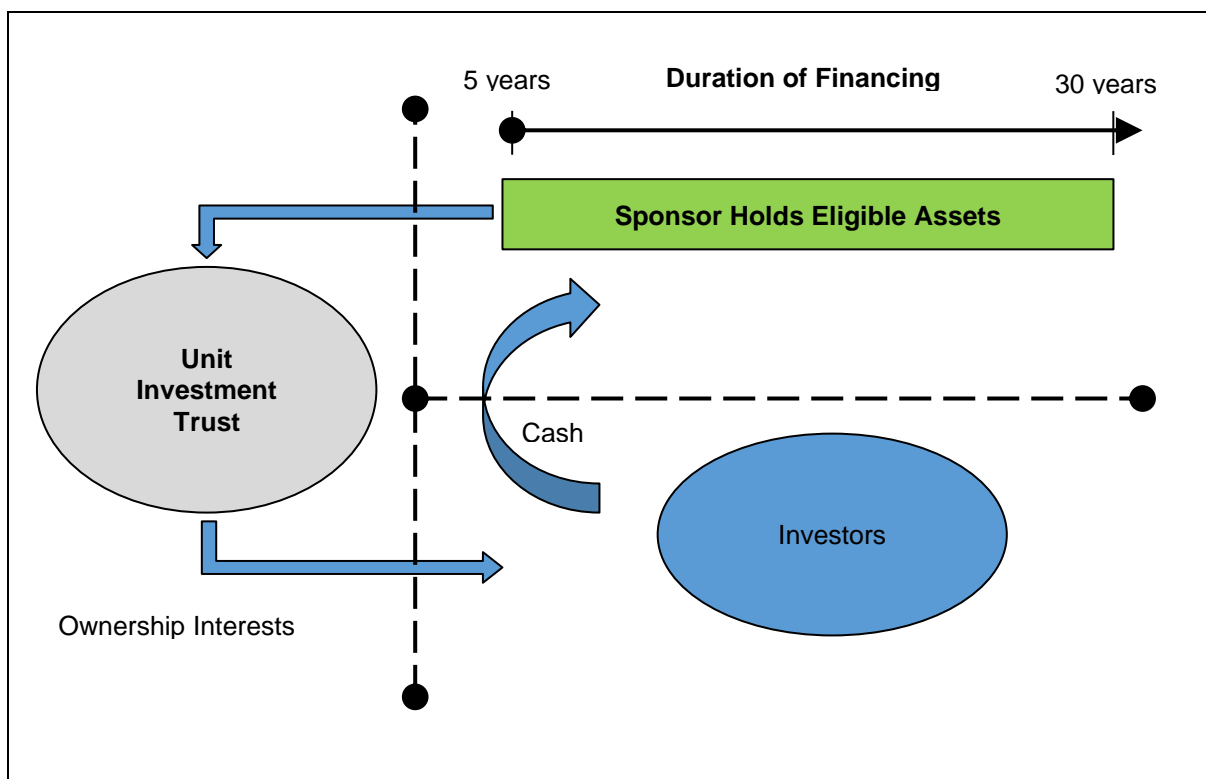 5 years
Duration of Financing
30 years
Sponsor Holds Eligible Assets
Unit
Investment
Trust
Cash
Investors
Ownership Interests